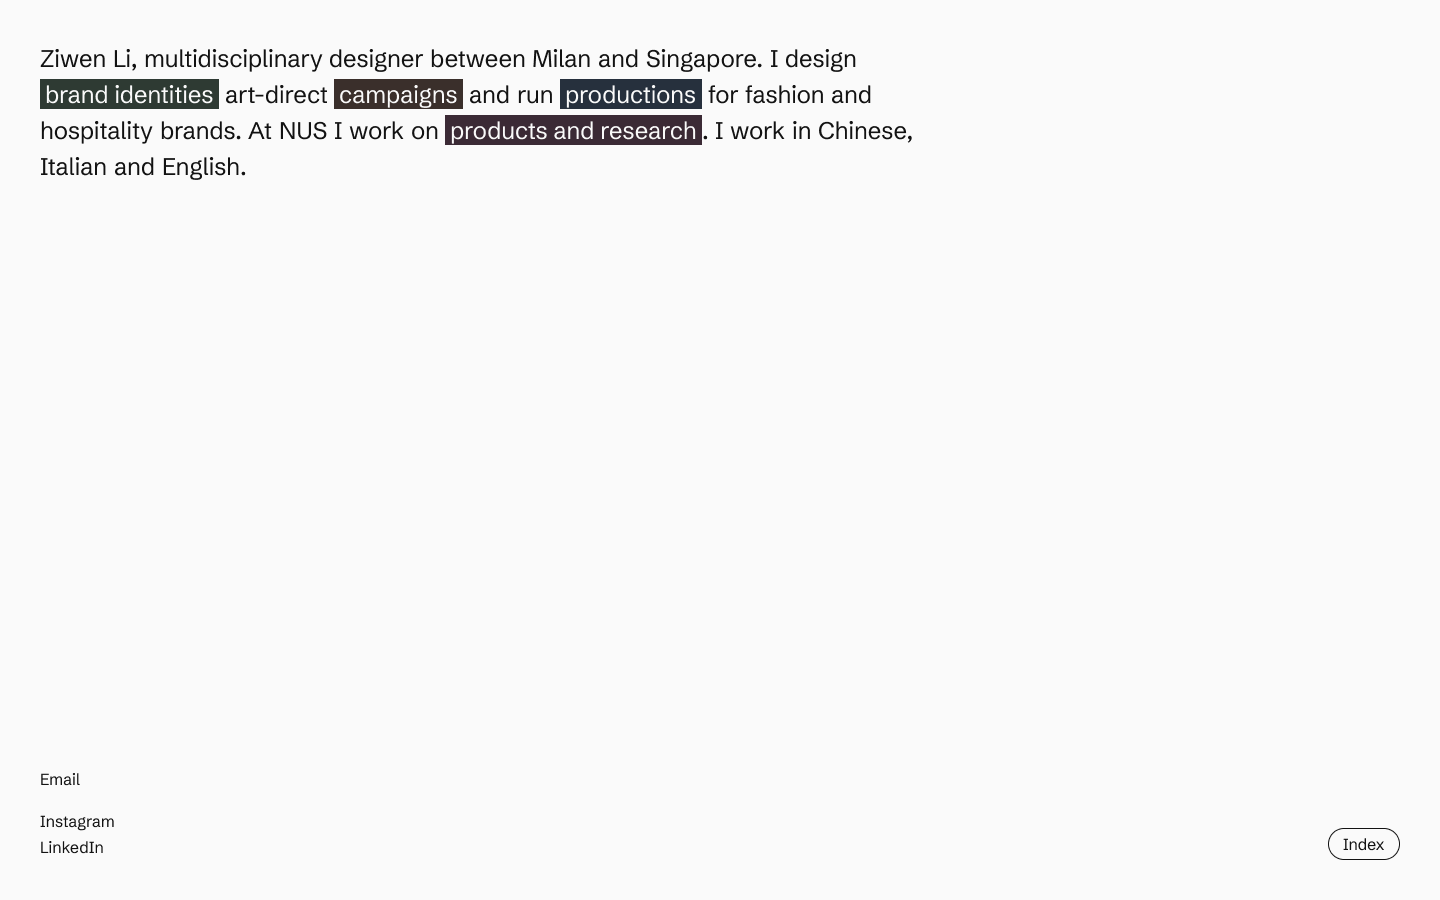 Ziwen Li, multidisciplinary designer between Milan and Singapore. I design
brand identities art-direct campaigns and run productions for fashion and
hospitality brands. At NUS I work on products and research. I work in Chinese,
Italian and English.
Email
Instagram
LinkedIn
Index